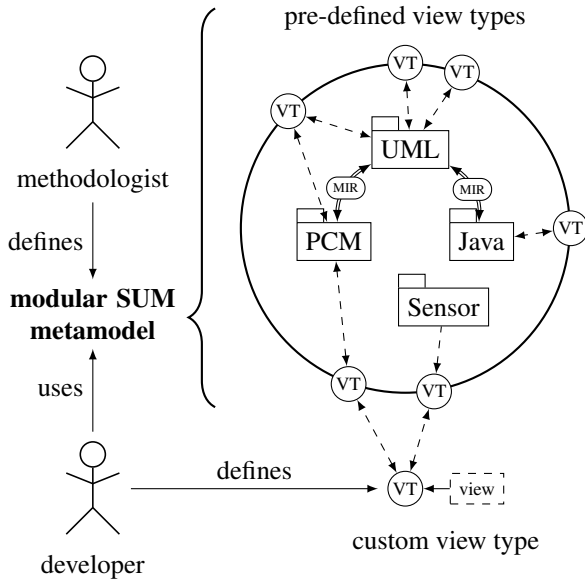 pre-defined view types
VT
VT
VT
UML
methodologist
MIR
MIR
defines
PCM
Java
VT
modular SUM
metamodel
Sensor
uses
VT
VT
defines
VT
view
developer
custom view type